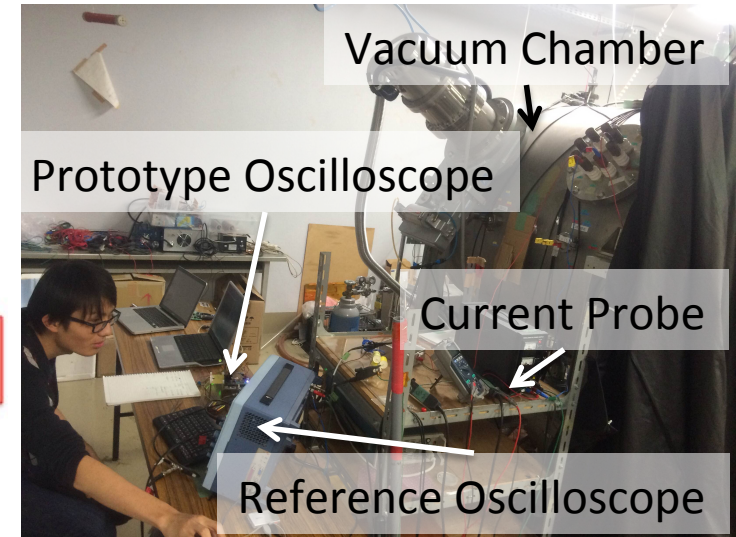 Vacuum Chamber
Prototype Oscilloscope
Current Probe
Reference Oscilloscope